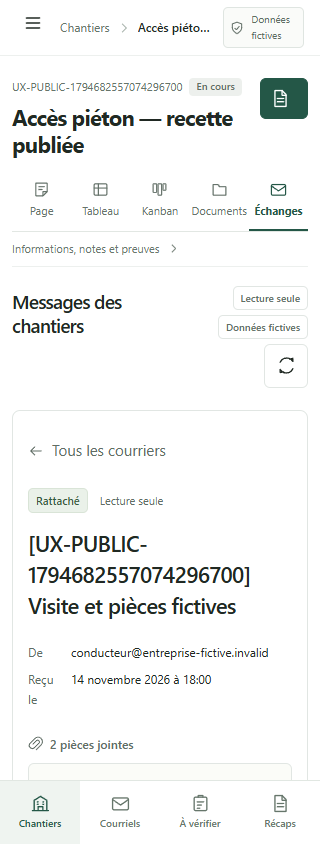 Chantiers
Accès piéto...
Données
fictives
UX-PUBLIC-1794682557074296700
En cours
Accès piéton — recette
publiée
Page
Tableau
Kanban
Documents
Échanges
Informations, notes et preuves
Messages des
chantiers
Lecture seule
Données fictives
Tous les courriers
Rattaché
Lecture seule
[UX-PUBLIC-
1794682557074296700]
Visite et pièces fictives
De
conducteur@entreprise-fictive.invalid
Reçu
le
14 novembre 2026 à 18:00
2 pièces jointes
Chantiers
Courriels
À vérifier
Récaps